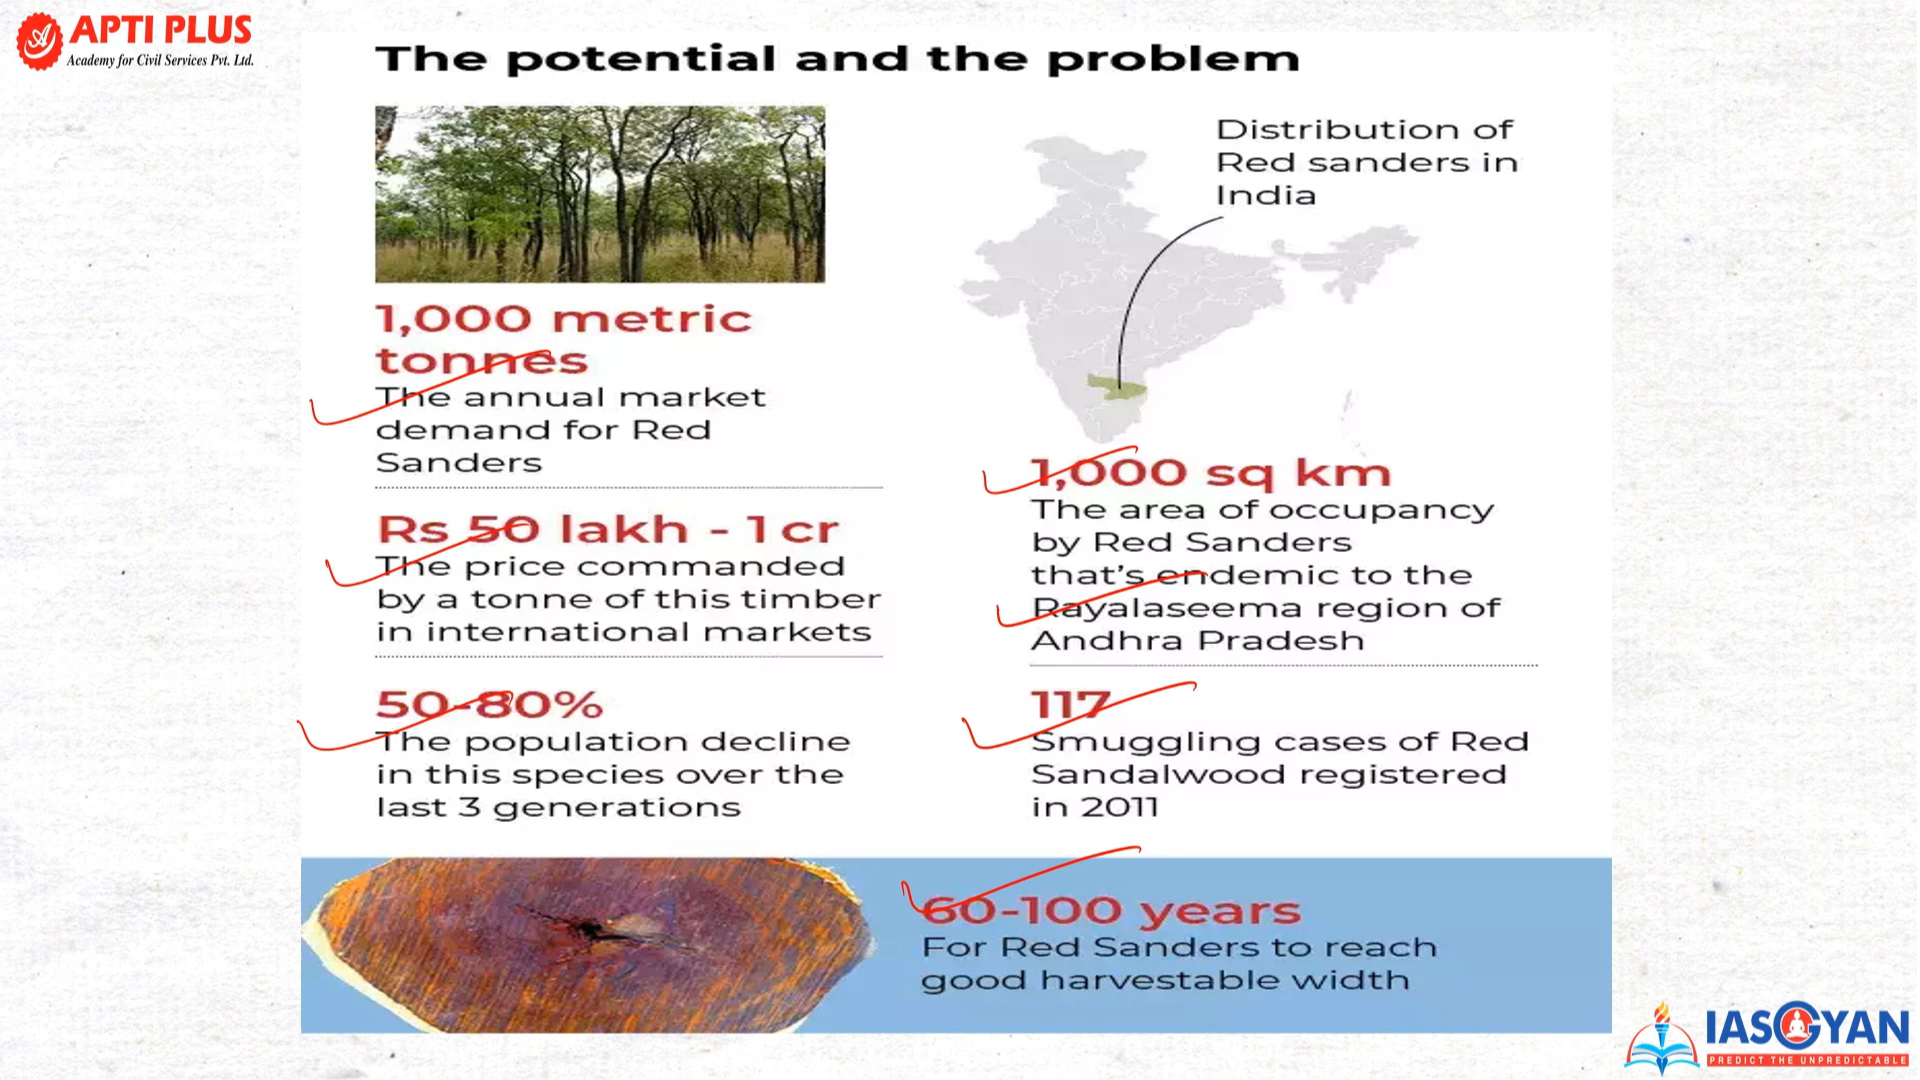 APTI PLUS
Academy for Civil Services Pvt. Ltd.
The potential and the problem
Distribution of
Red sanders in
India
1,000 metric
tonnes
The annual market
demand for Red
Sanders
Rs 50 lakh - 1 cr
The price commanded
by a tonne of this timber
in international markets
50-80%
The population decline
in this species over the
last 3 generations
1,000 sq km
The area of occupancy
by Red Sanders
that's endemic to the
Rayalaseema region of
Andhra Pradesh
117
Smuggling cases of Red
Sandalwood registered
in 2011
60-100 years
For Red Sanders to reach
good harvestable width
IASGYAN
PREDICT THE UNPREDICTABLE